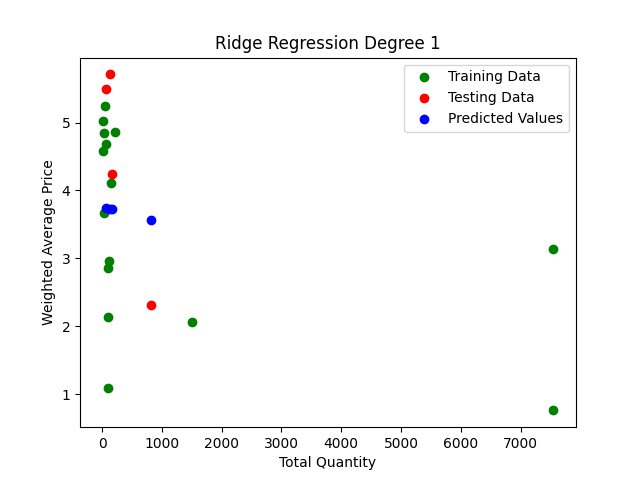 Ridge Regression Degree 1
Training Data
Testing Data
Predicted Values
Weighted Average Price
5
4
3
2
1
0 1000 2000 3000 4000 5000 6000 7000
Total Quantity